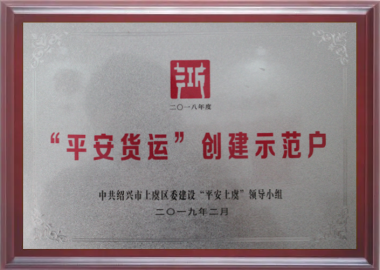 二〇一八年度
“平安货运”创建示范户
中共绍兴市上虞区委建设“平安上虞”领导小组
二〇一九年二月